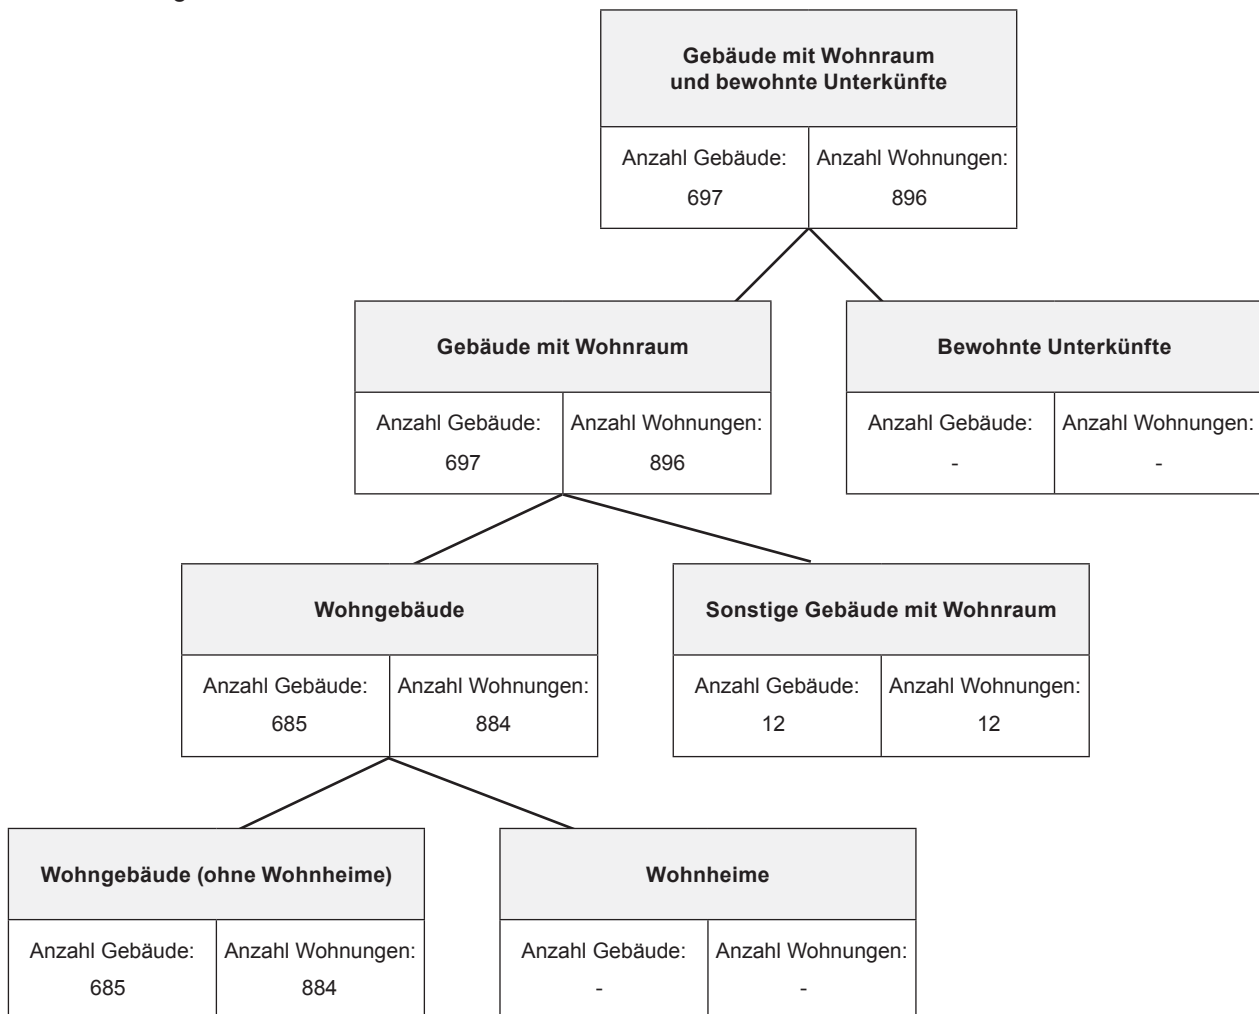 Gebäude mit Wohnraum
und bewohnte Unterkünfte
Anzahl Gebäude: Anzahl Wohnungen:
697 896
Gebäude mit Wohnraum
Anzahl Gebäude: Anzahl Wohnungen:
697 896
Bewohnte Unterkünfte
Anzahl Gebäude: Anzahl Wohnungen:
- -
Wohngebäude
Anzahl Gebäude: Anzahl Wohnungen:
685 884
Sonstige Gebäude mit Wohnraum
Anzahl Gebäude: Anzahl Wohnungen:
12 12
Wohngebäude (ohne Wohnheime)
Anzahl Gebäude: Anzahl Wohnungen:
685 884
Wohnheime
Anzahl Gebäude: Anzahl Wohnungen:
- -